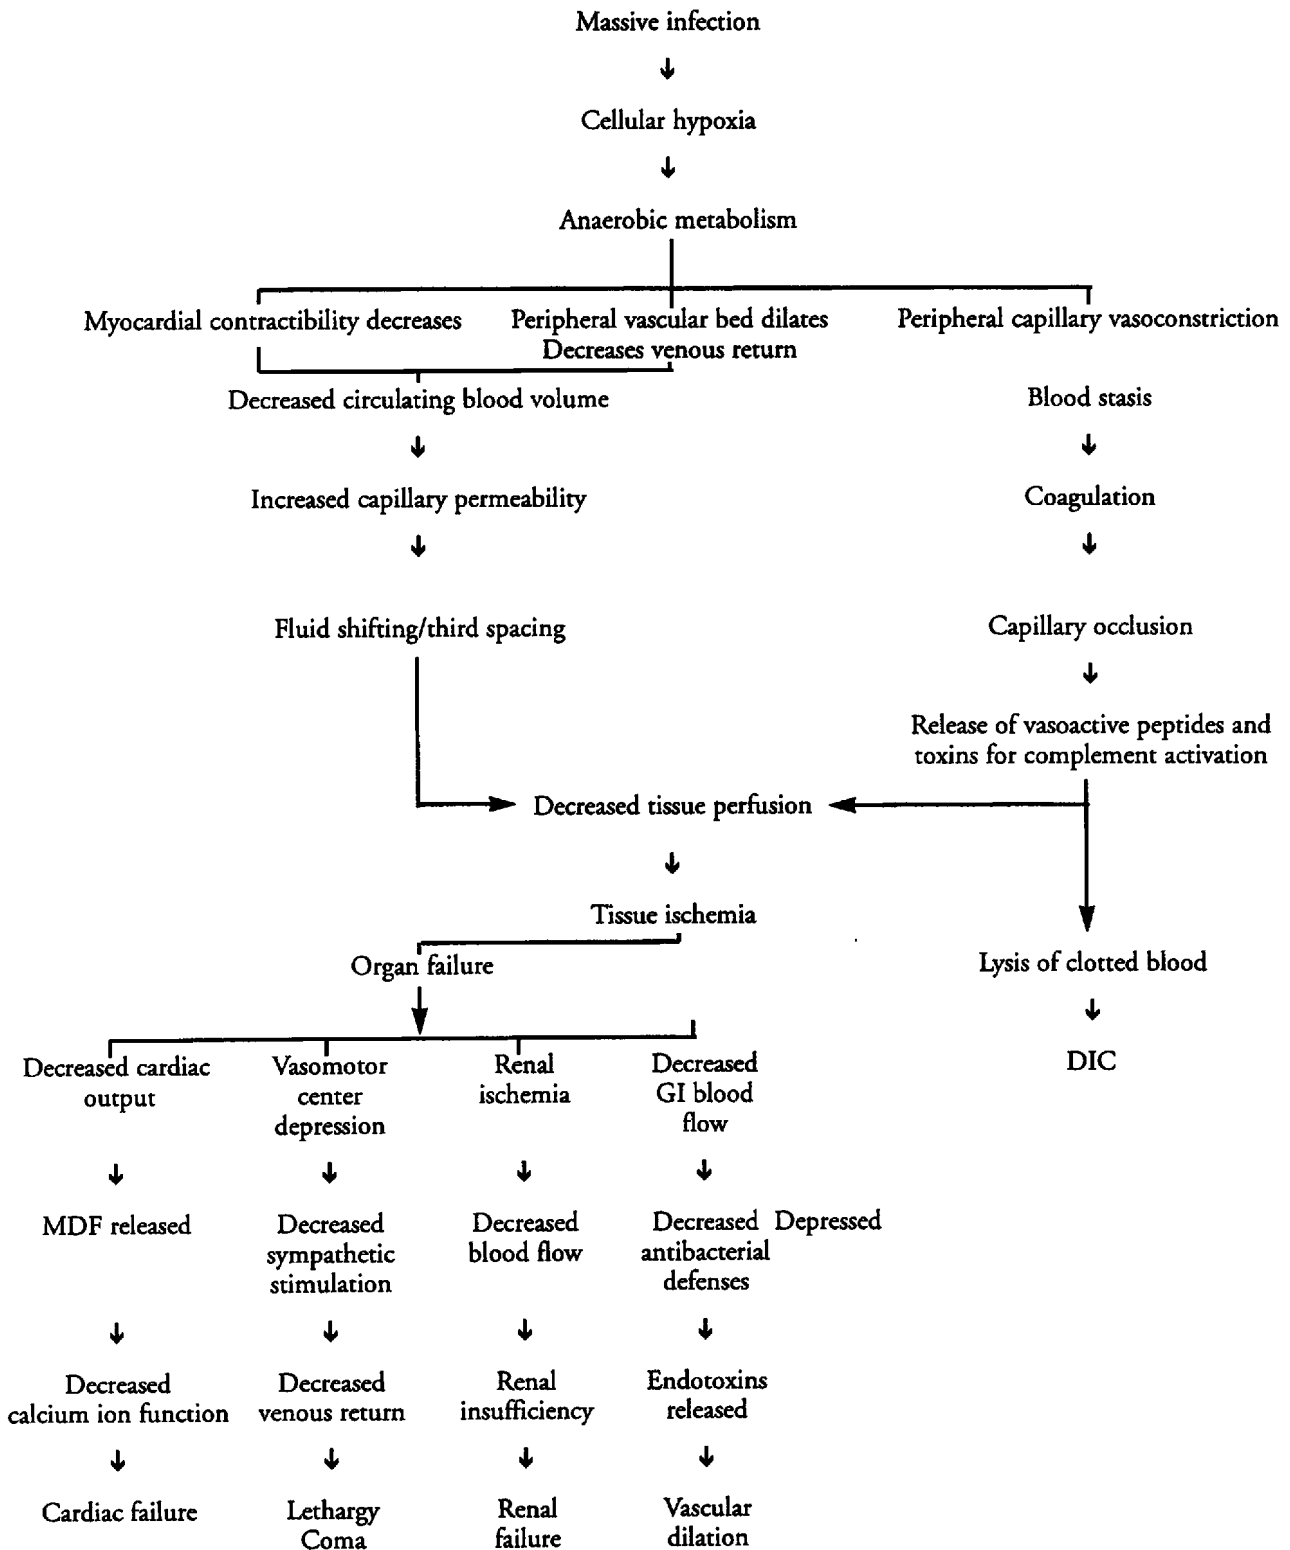 Massive infection
Cellular hypoxia
Anaerobic metabolism
Myocardial contractibility decreases
Peripheral vascular bed dilates
Decreases venous return
Peripheral capillary vasoconstriction
Decreased circulating blood volume
Blood stasis
Increased capillary permeability
Coagulation
Fluid shifting/third spacing
Capillary occlusion
Release of vasoactive peptides and
toxins for complement activation
Decreased tissue perfusion
Tissue ischemia
Organ failure
Lysis of clotted blood
DIC
Decreased cardiac
output
Vasomotor
center
depression
Renal
ischemia
Decreased
GI blood
flow
MDF released
Decreased
sympathetic
stimulation
Decreased
blood flow
Decreased Depressed
antibacterial
defenses
Decreased
calcium ion function
Decreased
venous return
Renal
insufficiency
Endotoxins
released
Cardiac failure
Lethargy
Coma
Renal
failure
Vascular
dilation